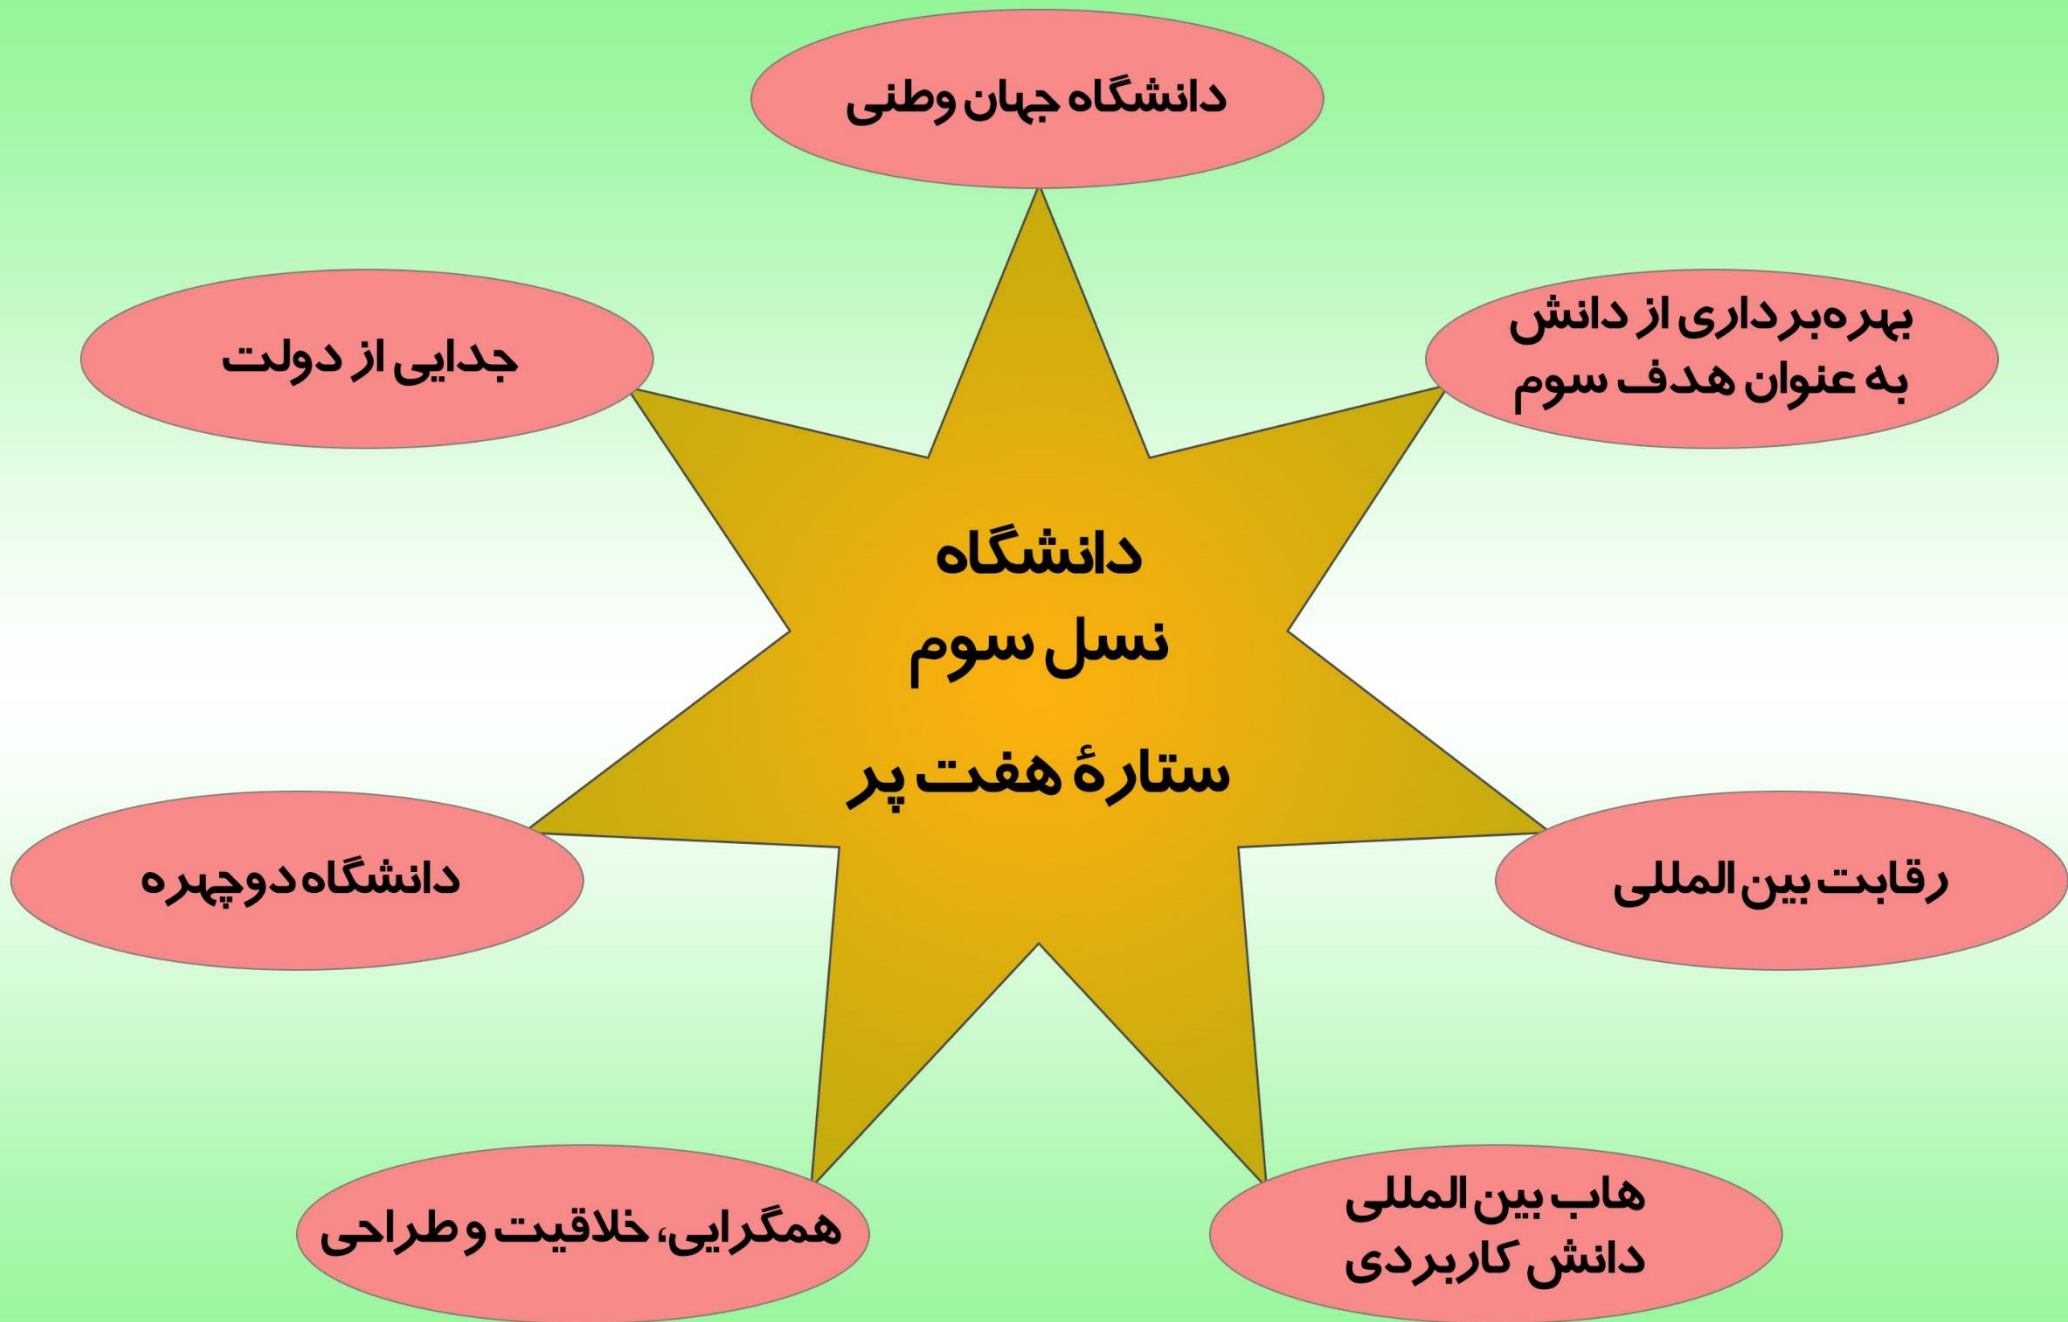 دانشگاه جهان وطنی
بهره‌برداری از دانش
به عنوان هدف سوم
جدایی از دولت
دانشگاه
نسل سوم
ستارهٔ هفت پر
رقابت بین المللی
دانشگاه دوچهره
هاب بین المللی
دانش کاربردی
همگرایی، خلاقیت و طراحی